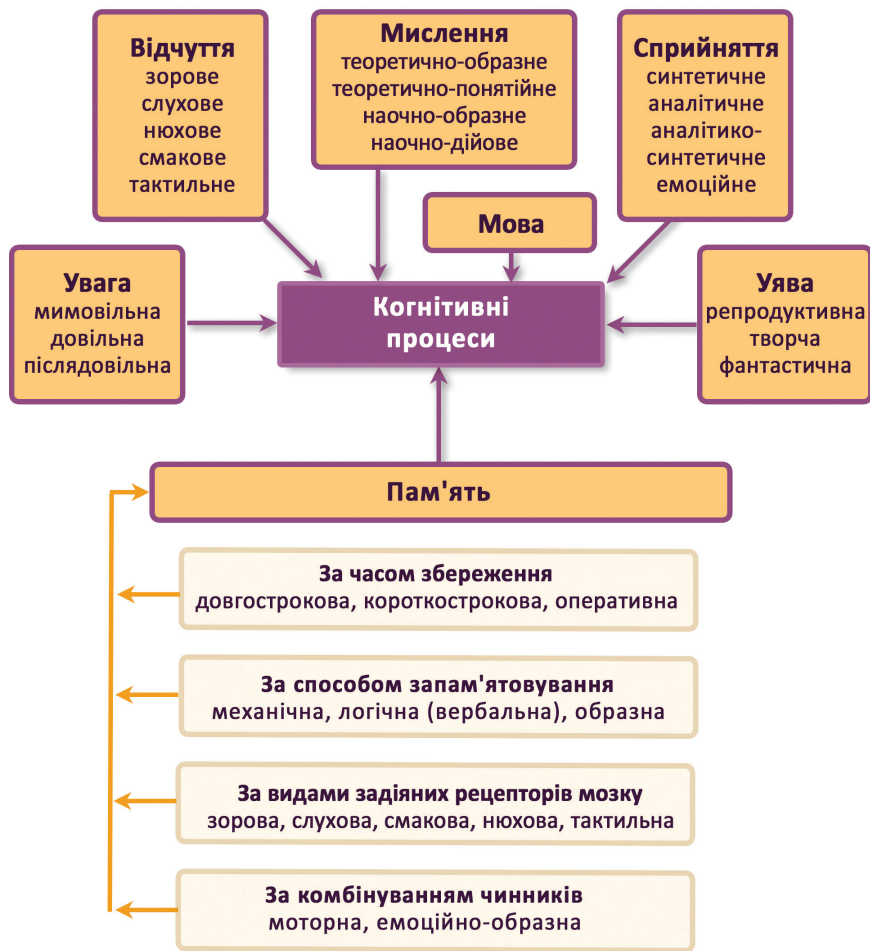 Відчуття
зорове
слухове
нюхове
смакове
тактильне
Мислення
теоретично-образне
теоретично-понятійне
наочно-образне
наочно-дійове
Сприйняття
синтетичне
аналітичне
аналітико-
синтетичне
емоційне
Мова
Увага
мимовільна
довільна
післядовільна
Когнітивні
процеси
Уява
репродуктивна
творча
фантастична
Пам'ять
За часом збереження
довгострокова, короткострокова, оперативна
За способом запам'ятовування
механічна, логічна (вербальна), образна
За видами задіяних рецепторів мозку
зорова, слухова, смакова, нюхова, тактильна
За комбінуванням чинників
моторна, емоційно-образна